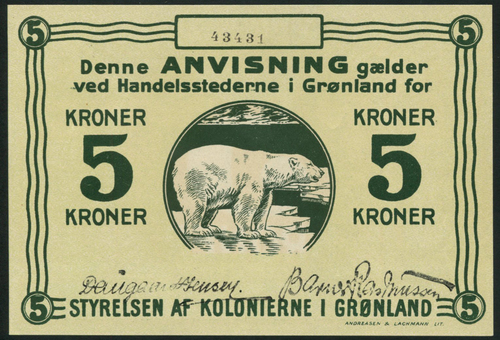 5 43431 5
Denne ANVISNING gælder
ved Handelsstederne i Grønland for
KRONER KRONER
5 5
KRONER KRONER
5 STYRELSEN AF KOLONIERNE I GRØNLAND 5
ANDREASEN & LACHMANN LIT.